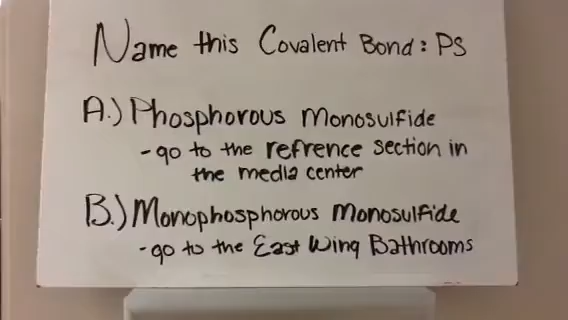 Name this Covalent Bond: PS
A.) Phosphorous Monosulfide
- go to the refrence section in
the media center
B.) Monophosphorous Monosulfide
- go to the East Wing Bathrooms